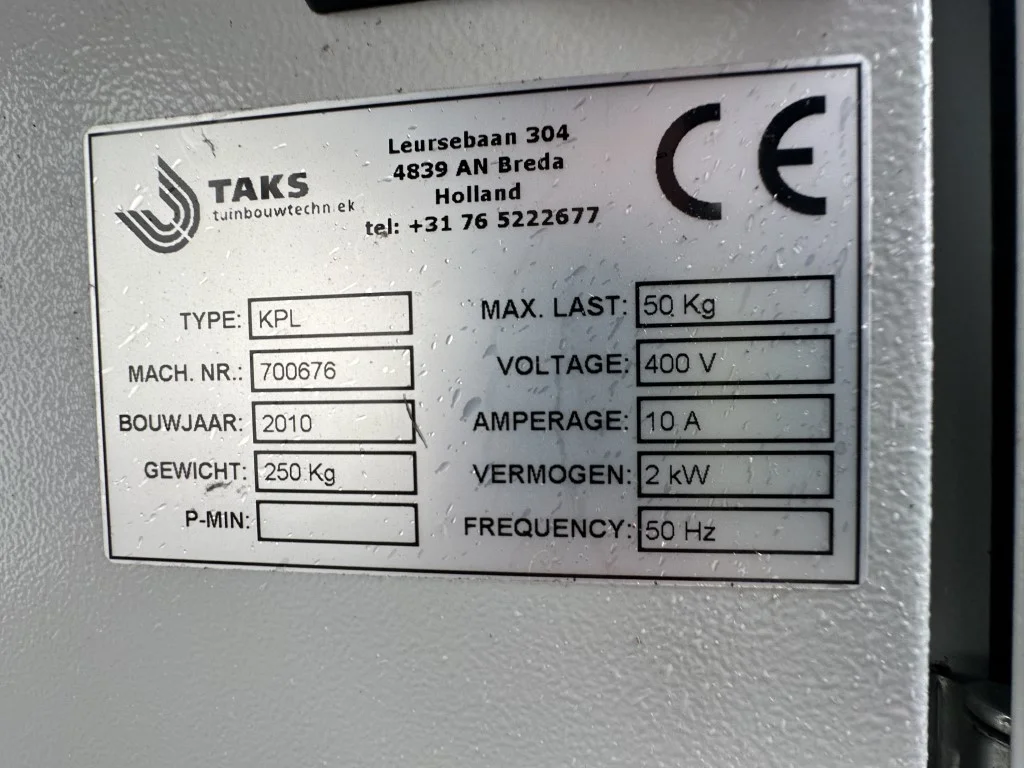 TAKS
tuinbouwtechn ek
Leursebaan 304
4839 AN Breda
Holland
tel: +31 76 5222677
CE
TYPE: KPL
MACH. NR.: 700676
BOUWJAAR: 2010
GEWICHT: 250 Kg
P-MIN:
MAX. LAST: 50 Kg
VOLTAGE: 400 V
AMPERAGE: 10 A
VERMOGEN: 2 kW
FREQUENCY: 50 Hz